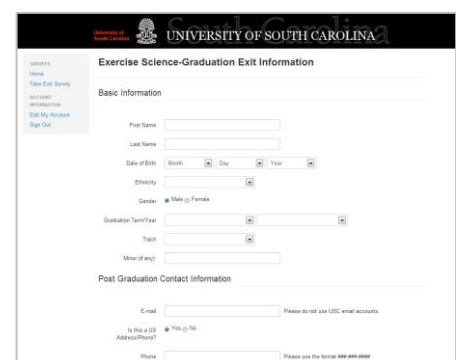 University of
South Carolina
South Carolina
UNIVERSITY OF SOUTH CAROLINA
SURVEYS
Home
Take Exit Survey
ACCOUNT
INFORMATION
Edit My Account
Sign Out
Exercise Science-Graduation Exit Information
Basic Information
First Name
Last Name
Date of Birth Month Day Year
Ethnicity
Gender Male Female
Graduation Term/Year
Track
Minor (if any):
Post Graduation Contact Information
E-mail Please do not use USC email accounts
Is this a US Yes No
Address/Phone?
Phone Please use the format ###-###-####